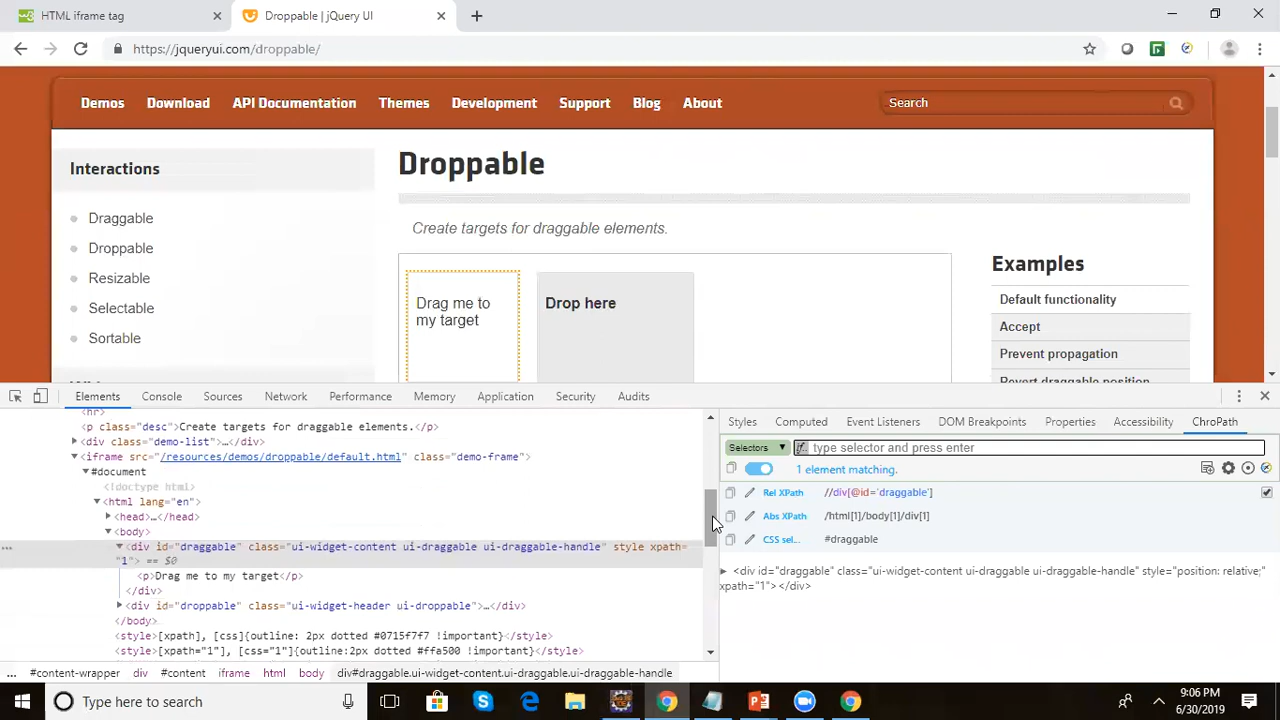 HTML iframe tag
Droppable | jQuery UI
https://jqueryui.com/droppable/
Demos Download API Documentation Themes Development Support Blog About
Search
Interactions
Draggable
Droppable
Resizable
Selectable
Sortable
Droppable
Create targets for draggable elements.
Drag me to
my target
Drop here
Examples
Default functionality
Accept
Prevent propagation
Revert draggable position
Elements Console Sources Network Performance Memory Application Security Audits
<hr>
<p class="desc">Create targets for draggable elements.</p>
<div class="demo-list">…</div>
<iframe src="/resources/demos/droppable/default.html" class="demo-frame">
#document
<!doctype html>
<html lang="en">
<head>…</head>
<body>
<div id="draggable" class="ui-widget-content ui-draggable ui-draggable-handle" style xpath=
"1"> == $0
<p>Drag me to my target</p>
</div>
<div id="droppable" class="ui-widget-header ui-droppable">…</div>
</body>
<style>[xpath], [css]{outline: 2px dotted #0715f7f7 !important}</style>
<style>[xpath="1"], [css="1"]{outline:2px dotted #ffa500 !important}</style>
... #content-wrapper div #content iframe html body div#draggable.ui-widget-content.ui-draggable.ui-draggable-handle
Styles Computed Event Listeners DOM Breakpoints Properties Accessibility ChroPath
Selectors type selector and press enter
1 element matching.
Rel XPath //div[@id='draggable']
Abs XPath /html[1]/body[1]/div[1]
CSS sel... #draggable
<div id="draggable" class="ui-widget-content ui-draggable ui-draggable-handle" style="position: relative;"
xpath="1"></div>
Type here to search
9:06 PM
6/30/2019